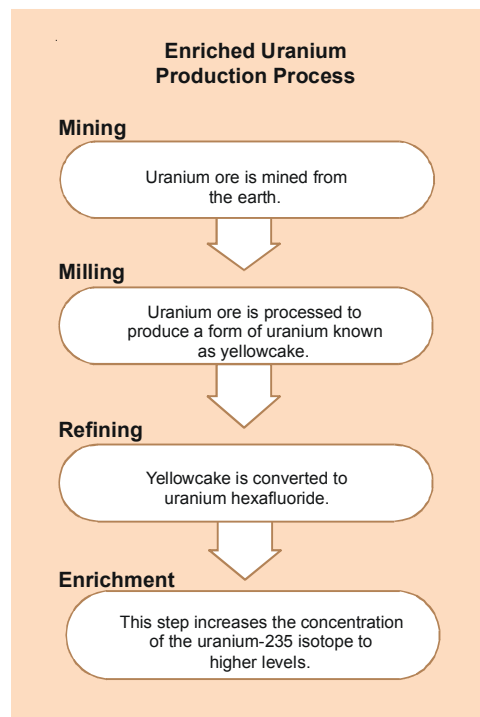 Enriched Uranium
Production Process
Mining
Uranium ore is mined from
the earth.
Milling
Uranium ore is processed to
produce a form of uranium known
as yellowcake.
Refining
Yellowcake is converted to
uranium hexafluoride.
Enrichment
This step increases the concentration
of the uranium-235 isotope to
higher levels.